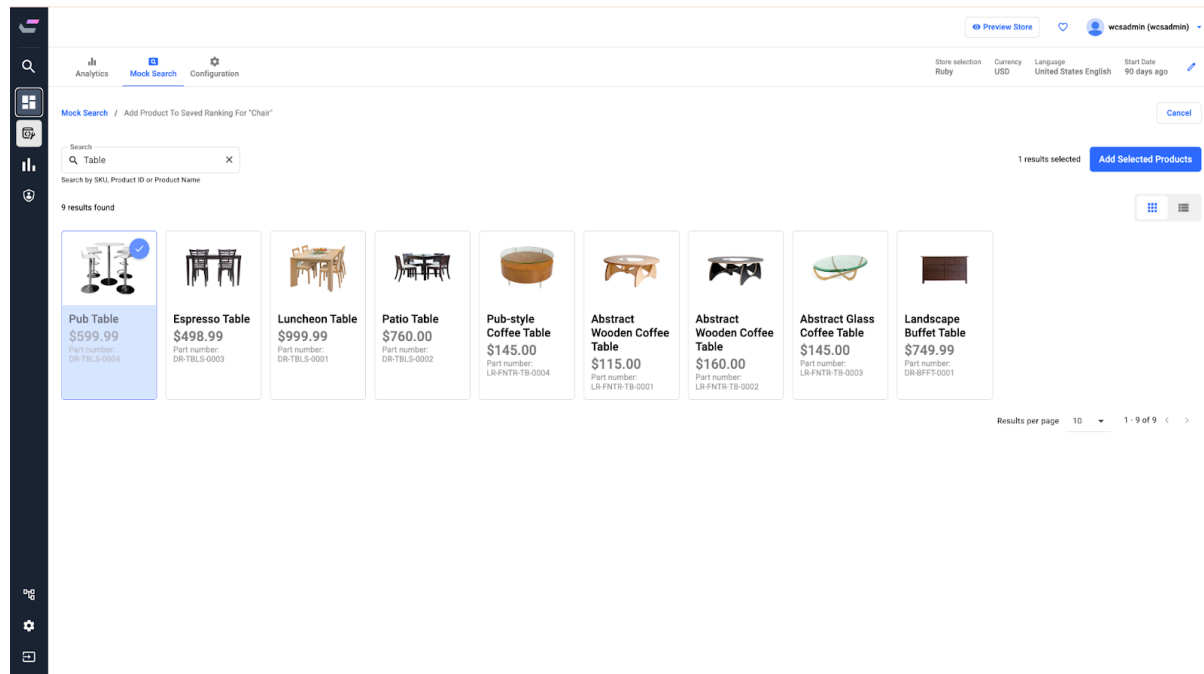 Preview Store
wcsadmin (wcsadmin)
Analytics
Mock Search
Configuration
Store selection
Ruby
Currency
USD
Language
United States English
Start Date
90 days ago
Mock Search / Add Product To Saved Ranking For "Chair"
Cancel
Search
Table
Search by SKU, Product ID or Product Name
1 results selected
Add Selected Products
9 results found
Pub Table
$599.99
Part number:
DR-TBLS-0004
Espresso Table
$498.99
Part number:
DR-TBLS-0003
Luncheon Table
$999.99
Part number:
DR-TBLS-0001
Patio Table
$760.00
Part number:
DR-TBLS-0002
Pub-style
Coffee Table
$145.00
Part number:
LR-FNTR-TB-0004
Abstract
Wooden Coffee
Table
$115.00
Part number:
LR-FNTR-TB-0001
Abstract
Wooden Coffee
Table
$160.00
Part number:
LR-FNTR-TB-0002
Abstract Glass
Coffee Table
$145.00
Part number:
LR-FNTR-TB-0003
Landscape
Buffet Table
$749.99
Part number:
DR-BFFT-0001
Results per page 10 1 - 9 of 9